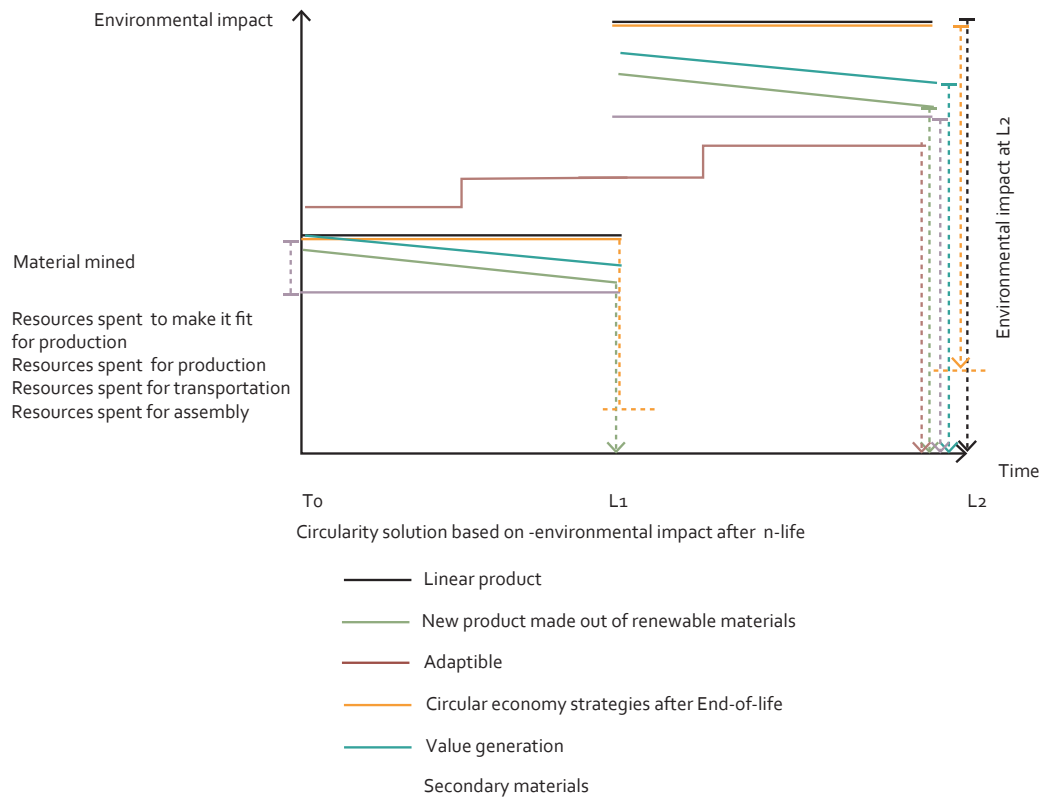 Environmental impact
Environmental impact at L2
Material mined
Resources spent to make it fit
for production
Resources spent for production
Resources spent for transportation
Resources spent for assembly
Time
To
L1
L2
Circularity solution based on -environmental impact after n-life
Linear product
New product made out of renewable materials
Adaptible
Circular economy strategies after End-of-life
Value generation
Secondary materials